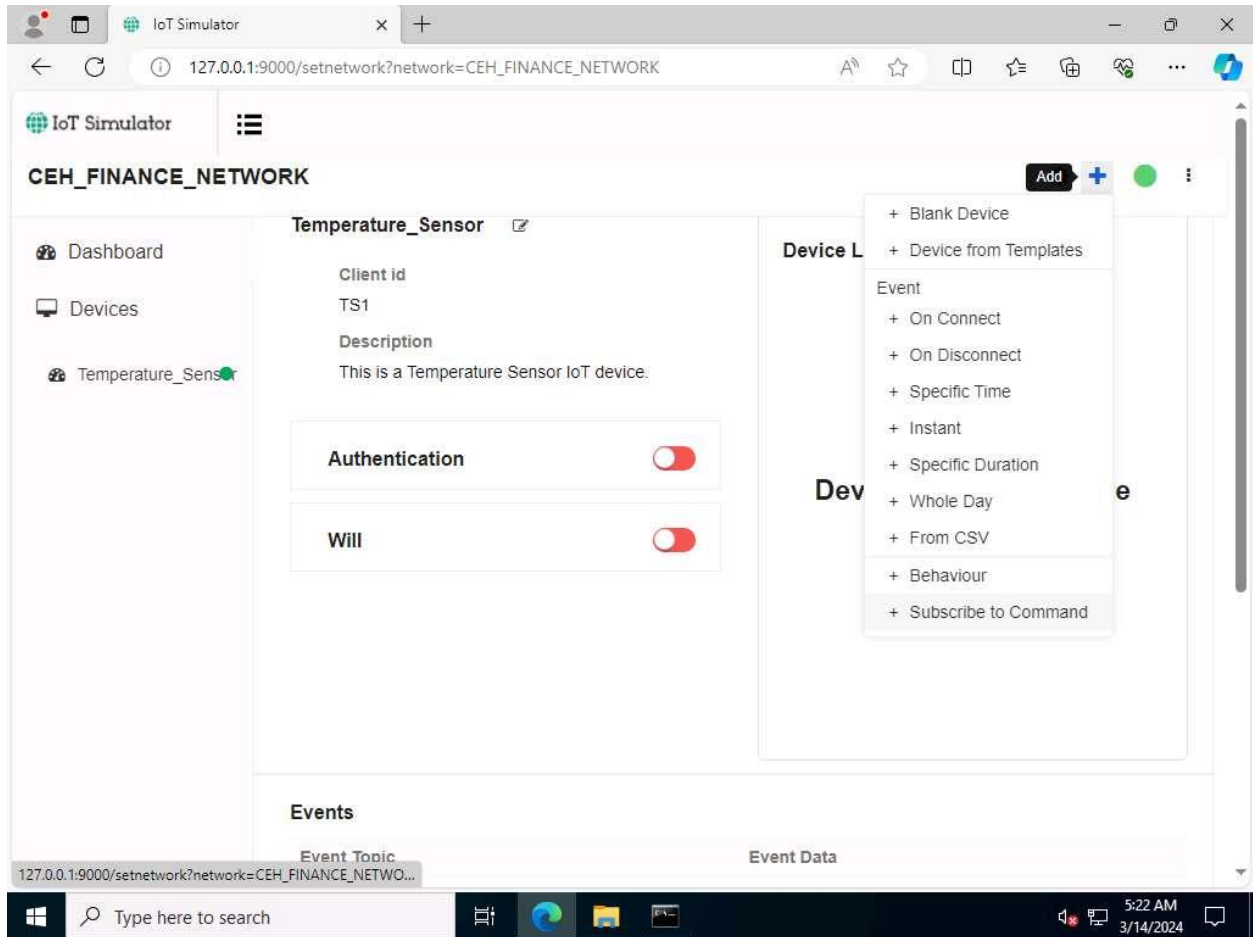 IoT Simulator
127.0.0.1:9000/setnetwork?network=CEH_FINANCE_NETWORK
IoT Simulator
CEH_FINANCE_NETWORK
Add
Dashboard
Devices
Temperature_Sensor
Temperature_Sensor
Client id
TS1
Description
This is a Temperature Sensor IoT device.
Authentication
Will
Device L
Dev
e
+ Blank Device
+ Device from Templates
Event
+ On Connect
+ On Disconnect
+ Specific Time
+ Instant
+ Specific Duration
+ Whole Day
+ From CSV
+ Behaviour
+ Subscribe to Command
Events
Event Topic Event Data
127.0.0.1:9000/setnetwork?network=CEH_FINANCE_NETWO...
Type here to search
5:22 AM
3/14/2024